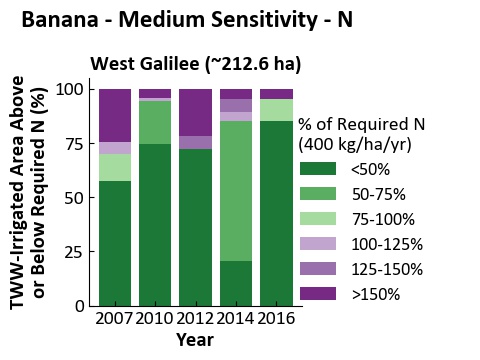 Banana - Medium Sensitivity - N
West Galilee (~212.6 ha)
TWW-Irrigated Area Above
or Below Required N (%)
100
75
50
25
0
2007 2010 2012 2014 2016
Year
% of Required N
(400 kg/ha/yr)
<50%
50-75%
75-100%
100-125%
125-150%
>150%